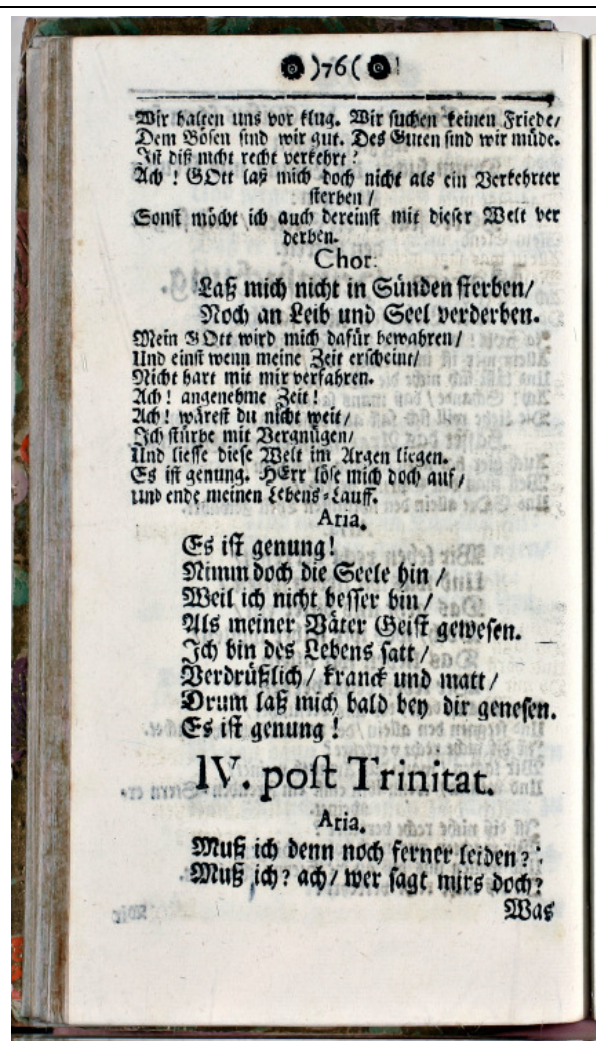 )76(
Wir halten uns vor klug. Wir suchen keinen Friede/
Dem Bösen sind wir gut. Des Guten sind wir müde.
Ist diß nicht recht verkehrt?
Ach! GOtt laß mich doch nicht als ein Verkehrter
sterben/
Sonst möcht ich auch dereinst mit dieser Welt ver
derben.
Chor:
Laß mich nicht in Sünden sterben/
Noch an Leib und Seel verderben.
Mein GOtt wird mich dafür bewahren/
Und einst wenn meine Zeit erscheint/
Nicht hart mit mir verfahren.
Ach! angenehme Zeit!
Ach! wärest du nicht weit/
Ich stürbe mit Vergnügen/
Und liesse diese Welt im Argen liegen.
Es ist genung. HErr löse mich doch auf/
und ende meinen Lebens-Lauff.
Aria.
Es ist genung!
Nimm doch die Seele hin/
Weil ich nicht besser bin/
Als meiner Väter Geist gewesen.
Ich bin des Lebens satt/
Verdrüßlich/ kranck und matt/
Drum laß mich bald bey dir genesen.
Es ist genung!
IV. post Trinitat.
Aria.
Muß ich denn noch ferner leiden?
Muß ich? ach/ wer sagt mirs doch?
Was